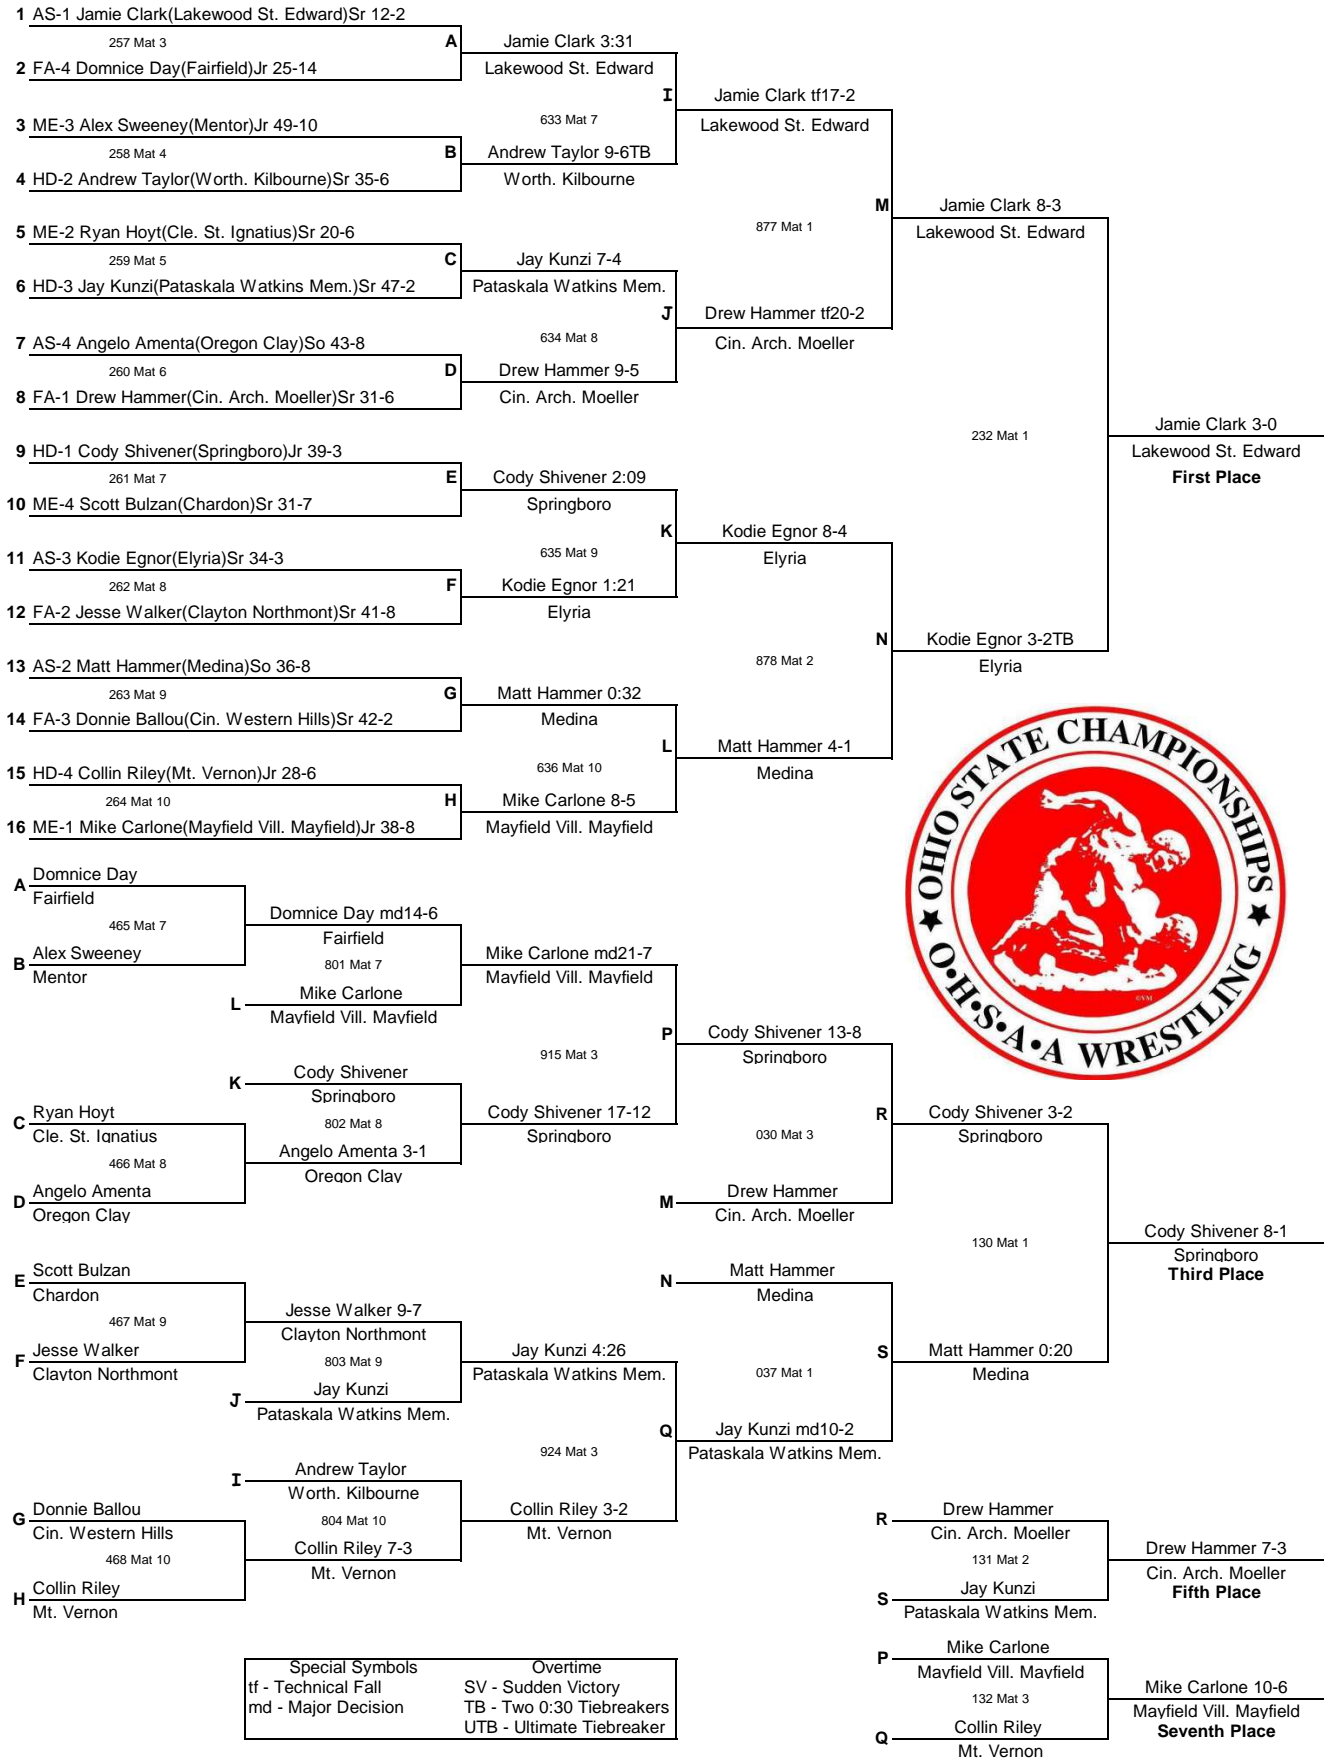 1 AS-1 Jamie Clark(Lakewood St. Edward)Sr 12-2
257 Mat 3
A
2 FA-4 Domnice Day(Fairfield)Jr 25-14
Jamie Clark 3:31
Lakewood St. Edward
I
Jamie Clark tf17-2
Lakewood St. Edward
3 ME-3 Alex Sweeney(Mentor)Jr 49-10
633 Mat 7
258 Mat 4
B
4 HD-2 Andrew Taylor(Worth. Kilbourne)Sr 35-6
Andrew Taylor 9-6TB
Worth. Kilbourne
M
877 Mat 1
Jamie Clark 8-3
Lakewood St. Edward
5 ME-2 Ryan Hoyt(Cle. St. Ignatius)Sr 20-6
259 Mat 5
C
6 HD-3 Jay Kunzi(Pataskala Watkins Mem.)Sr 47-2
Jay Kunzi 7-4
Pataskala Watkins Mem.
J
Drew Hammer tf20-2
Cin. Arch. Moeller
7 AS-4 Angelo Amenta(Oregon Clay)So 43-8
634 Mat 8
260 Mat 6
D
8 FA-1 Drew Hammer(Cin. Arch. Moeller)Sr 31-6
Drew Hammer 9-5
Cin. Arch. Moeller
232 Mat 1
Jamie Clark 3-0
Lakewood St. Edward
First Place
9 HD-1 Cody Shivener(Springboro)Jr 39-3
261 Mat 7
E
10 ME-4 Scott Bulzan(Chardon)Sr 31-7
Cody Shivener 2:09
Springboro
K
Kodie Egnor 8-4
Elyria
11 AS-3 Kodie Egnor(Elyria)Sr 34-3
635 Mat 9
262 Mat 8
F
12 FA-2 Jesse Walker(Clayton Northmont)Sr 41-8
Kodie Egnor 1:21
Elyria
N
878 Mat 2
Kodie Egnor 3-2TB
Elyria
13 AS-2 Matt Hammer(Medina)So 36-8
263 Mat 9
G
14 FA-3 Donnie Ballou(Cin. Western Hills)Sr 42-2
Matt Hammer 0:32
Medina
L
Matt Hammer 4-1
Medina
15 HD-4 Collin Riley(Mt. Vernon)Jr 28-6
636 Mat 10
264 Mat 10
H
16 ME-1 Mike Carlone(Mayfield Vill. Mayfield)Jr 38-8
Mike Carlone 8-5
Mayfield Vill. Mayfield
★ OHIO STATE CHAMPIONSHIPS ★
O•H•S•A•A WRESTLING
©VM
A Domnice Day
Fairfield
465 Mat 7
B Alex Sweeney
Mentor
Domnice Day md14-6
Fairfield
801 Mat 7
L Mike Carlone
Mayfield Vill. Mayfield
Mike Carlone md21-7
Mayfield Vill. Mayfield
P
915 Mat 3
Cody Shivener 13-8
Springboro
K Cody Shivener
Springboro
802 Mat 8
C Ryan Hoyt
Cle. St. Ignatius
466 Mat 8
D Angelo Amenta
Oregon Clay
Angelo Amenta 3-1
Oregon Clay
Cody Shivener 17-12
Springboro
030 Mat 3
R
M Drew Hammer
Cin. Arch. Moeller
Cody Shivener 3-2
Springboro
130 Mat 1
Cody Shivener 8-1
Springboro
Third Place
E Scott Bulzan
Chardon
467 Mat 9
F Jesse Walker
Clayton Northmont
Jesse Walker 9-7
Clayton Northmont
803 Mat 9
J Jay Kunzi
Pataskala Watkins Mem.
Jay Kunzi 4:26
Pataskala Watkins Mem.
N Matt Hammer
Medina
037 Mat 1
S
Matt Hammer 0:20
Medina
Q Jay Kunzi md10-2
Pataskala Watkins Mem.
924 Mat 3
I Andrew Taylor
Worth. Kilbourne
804 Mat 10
G Donnie Ballou
Cin. Western Hills
468 Mat 10
H Collin Riley
Mt. Vernon
Collin Riley 7-3
Mt. Vernon
Collin Riley 3-2
Mt. Vernon
R Drew Hammer
Cin. Arch. Moeller
131 Mat 2
S Jay Kunzi
Pataskala Watkins Mem.
Drew Hammer 7-3
Cin. Arch. Moeller
Fifth Place
P Mike Carlone
Mayfield Vill. Mayfield
132 Mat 3
Q Collin Riley
Mt. Vernon
Mike Carlone 10-6
Mayfield Vill. Mayfield
Seventh Place
Special Symbols Overtime
tf - Technical Fall SV - Sudden Victory
md - Major Decision TB - Two 0:30 Tiebreakers
UTB - Ultimate Tiebreaker